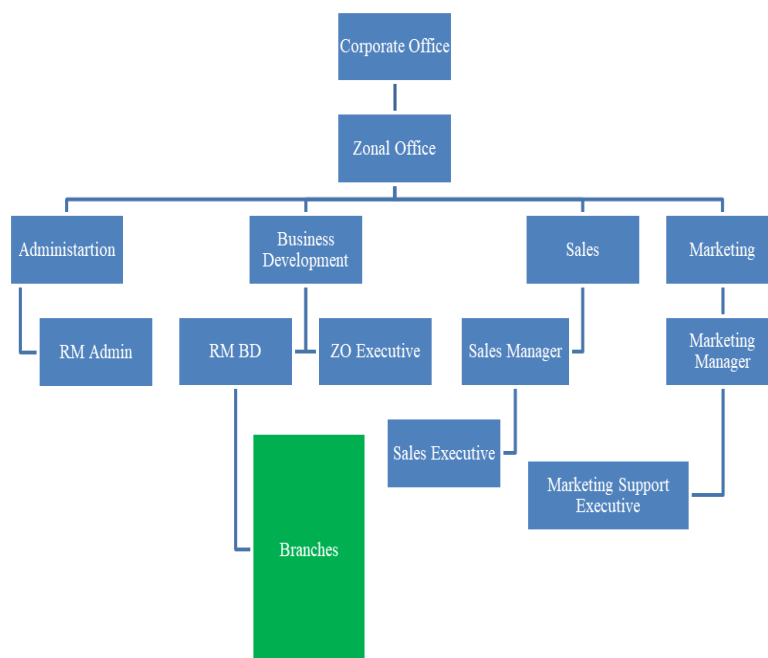 Corporate Office
Zonal Office
Administartion
Business
Development
Sales
Marketing
RM Admin
RM BD
ZO Executive
Sales Manager
Marketing
Manager
Sales Executive
Marketing Support
Executive
Branches